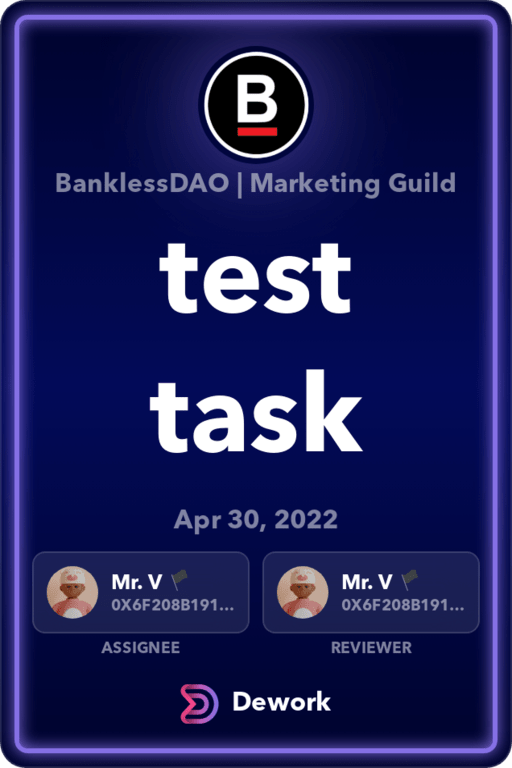 B
BanklessDAO | Marketing Guild
test
task
Apr 30, 2022
Mr. V 🏴
0X6F208B191...
Mr. V 🏴
0X6F208B191...
ASSIGNEE
REVIEWER
Dework